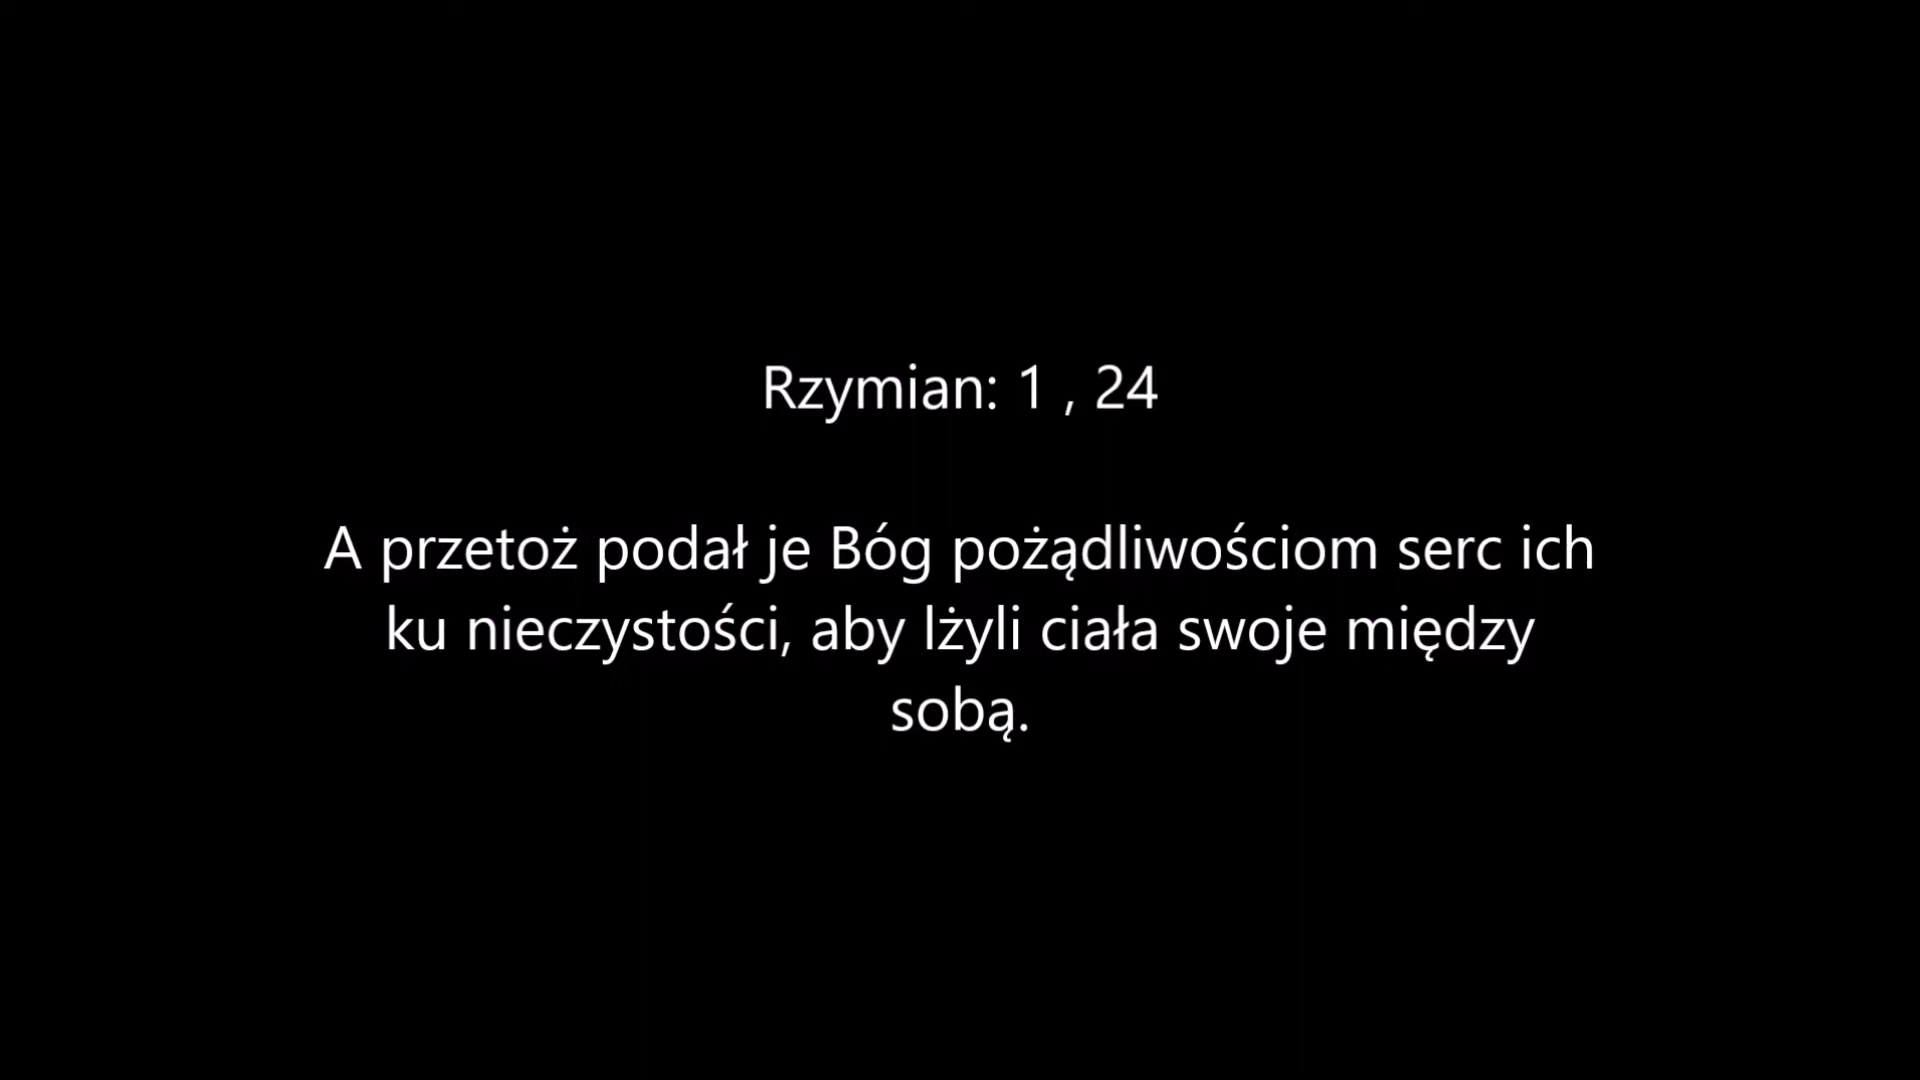 Rzymian: 1 , 24
A przetoż podał je Bóg pożądliwościom serc ich
ku nieczystości, aby lżyli ciała swoje między
sobą.